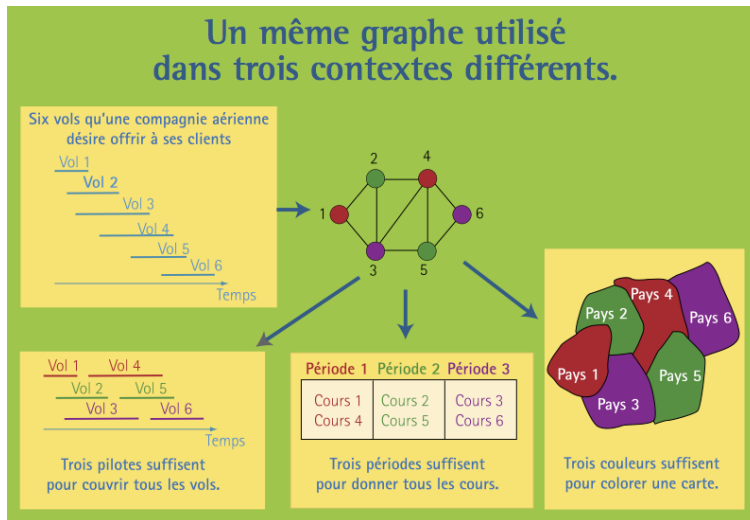 Un même graphe utilisé
dans trois contextes différents.
Six vols qu'une compagnie aérienne
désire offrir à ses clients
Vol 1
Vol 2
Vol 3
Vol 4
Vol 5
Vol 6
Temps
1
2
3
4
5
6
Vol 1 Vol 4
Vol 2 Vol 5
Vol 3 Vol 6
Temps
Trois pilotes suffisent
pour couvrir tous les vols.
Période 1 Période 2 Période 3
Cours 1 Cours 2 Cours 3
Cours 4 Cours 5 Cours 6
Trois périodes suffisent
pour donner tous les cours.
Pays 4
Pays 2
Pays 6
Pays 1
Pays 5
Pays 3
Trois couleurs suffisent
pour colorer une carte.